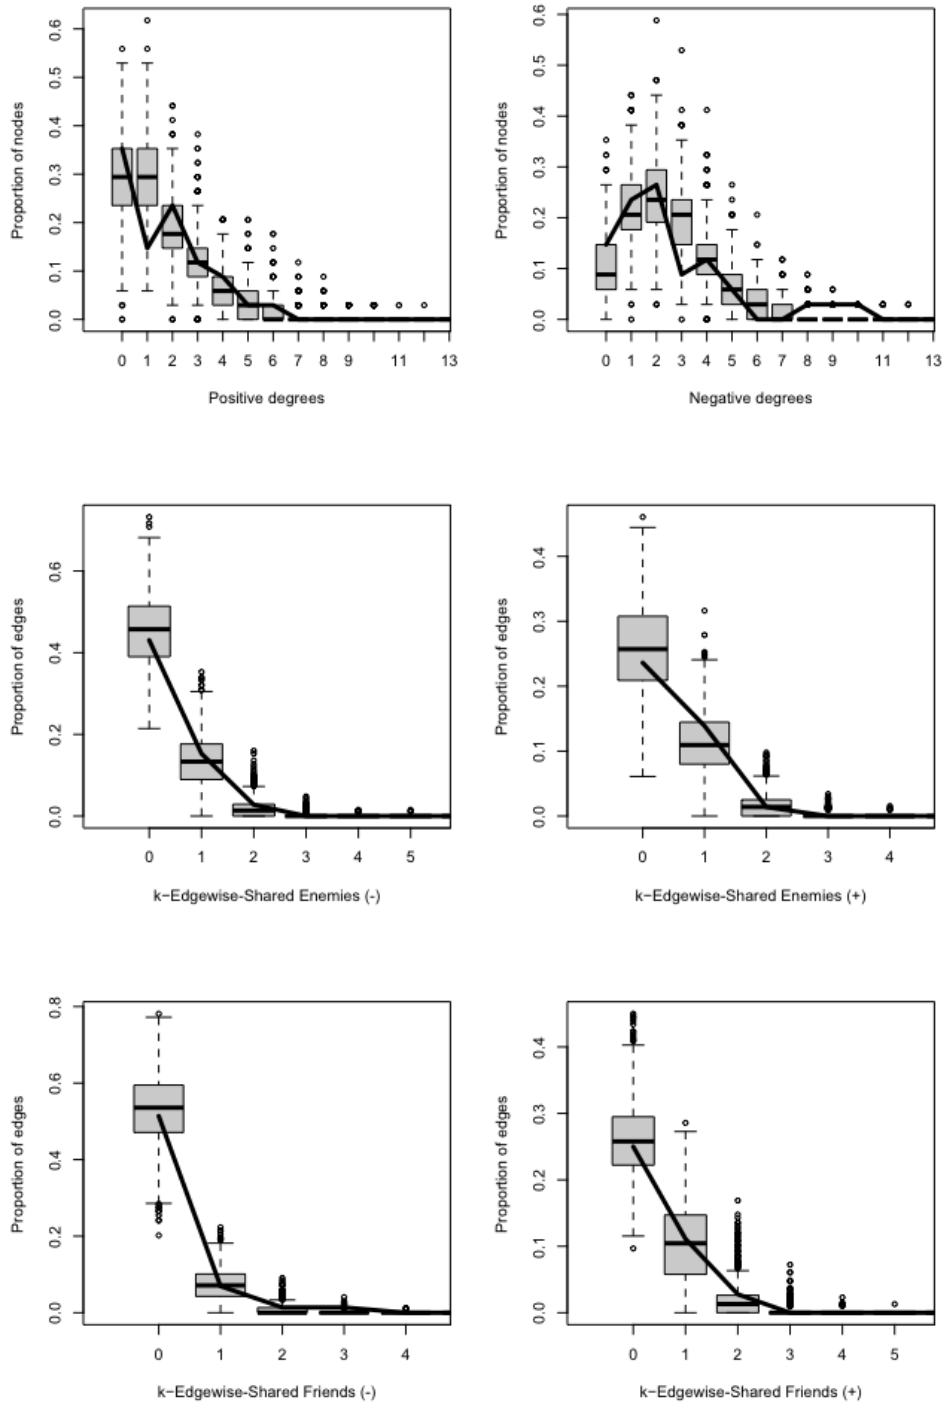 Proportion of nodes
0.0 0.1 0.2 0.3 0.4 0.5 0.6
0 1 2 3 4 5 6 7 8 9 11 13
Positive degrees
Proportion of nodes
0.0 0.1 0.2 0.3 0.4 0.5 0.6
0 1 2 3 4 5 6 7 8 9 11 13
Negative degrees
Proportion of edges
0.0 0.2 0.4 0.6
0 1 2 3 4 5
k−Edgewise-Shared Enemies (-)
Proportion of edges
0.0 0.1 0.2 0.3 0.4
0 1 2 3 4
k−Edgewise-Shared Enemies (+)
Proportion of edges
0.0 0.2 0.4 0.6 0.8
0 1 2 3 4
k−Edgewise-Shared Friends (-)
Proportion of edges
0.0 0.1 0.2 0.3 0.4
0 1 2 3 4 5
k−Edgewise-Shared Friends (+)